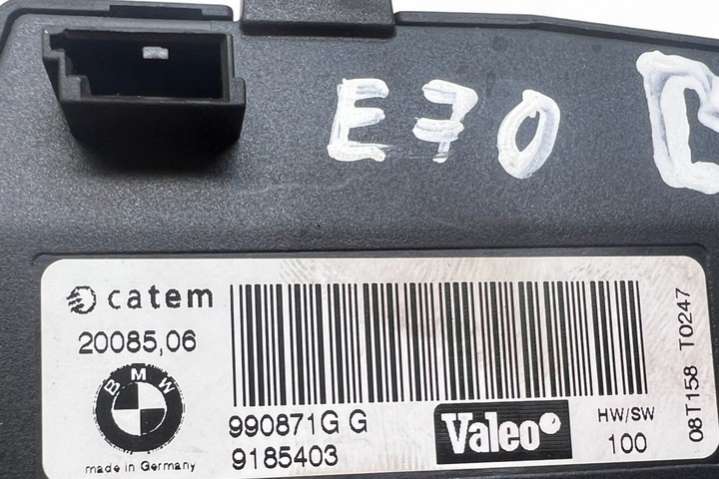 E70
catem
20085,06
BMW
made in Germany
990871G G
9185403
Valeo
HW/SW
100
08T158 T0247